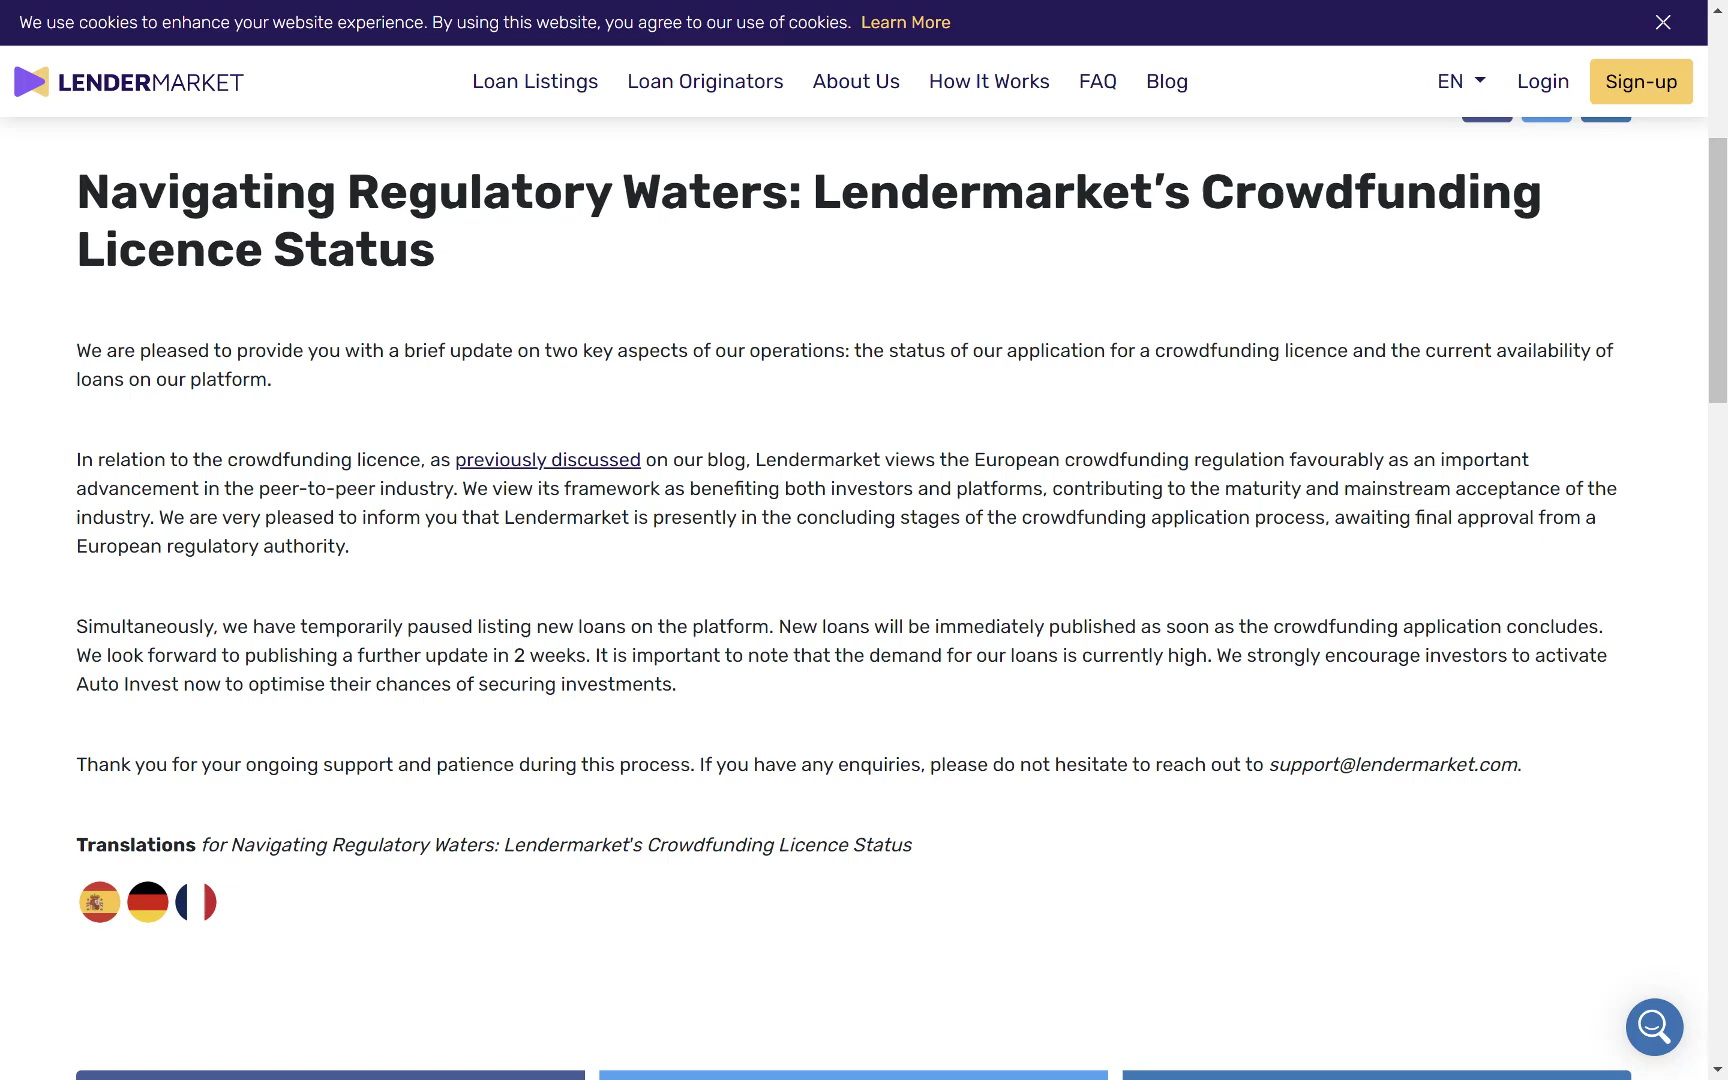 We use cookies to enhance your website experience. By using this website, you agree to our use of cookies. Learn More
LENDERMARKET
Loan Listings
Loan Originators
About Us
How It Works
FAQ
Blog
EN
Login
Sign-up
Navigating Regulatory Waters: Lendermarket’s Crowdfunding
Licence Status
We are pleased to provide you with a brief update on two key aspects of our operations: the status of our application for a crowdfunding licence and the current availability of
loans on our platform.
In relation to the crowdfunding licence, as previously discussed on our blog, Lendermarket views the European crowdfunding regulation favourably as an important
advancement in the peer-to-peer industry. We view its framework as benefiting both investors and platforms, contributing to the maturity and mainstream acceptance of the
industry. We are very pleased to inform you that Lendermarket is presently in the concluding stages of the crowdfunding application process, awaiting final approval from a
European regulatory authority.
Simultaneously, we have temporarily paused listing new loans on the platform. New loans will be immediately published as soon as the crowdfunding application concludes.
We look forward to publishing a further update in 2 weeks. It is important to note that the demand for our loans is currently high. We strongly encourage investors to activate
Auto Invest now to optimise their chances of securing investments.
Thank you for your ongoing support and patience during this process. If you have any enquiries, please do not hesitate to reach out to support@lendermarket.com.
Translations for Navigating Regulatory Waters: Lendermarket's Crowdfunding Licence Status